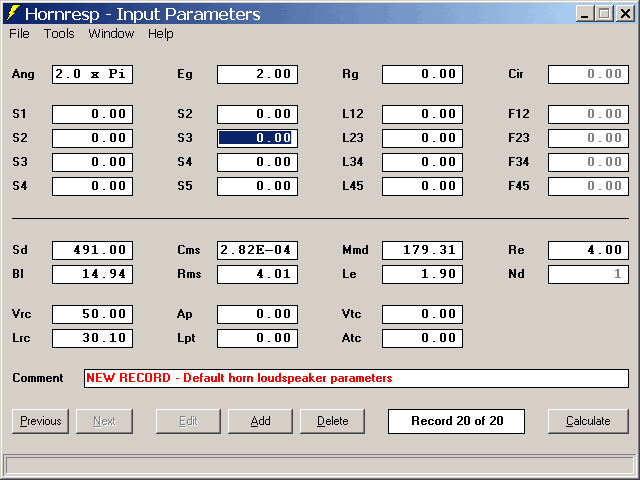 Hornresp - Input Parameters
File Tools Window Help
Ang 2.0 x Pi Eg 2.00 Rg 0.00 Cir 0.00
S1 0.00 S2 0.00 L12 0.00 F12 0.00
S2 0.00 S3 0.00 L23 0.00 F23 0.00
S3 0.00 S4 0.00 L34 0.00 F34 0.00
S4 0.00 S5 0.00 L45 0.00 F45 0.00
Sd 491.00 Cms 2.82E-04 Mmd 179.31 Re 4.00
Bl 14.94 Rms 4.01 Le 1.90 Nd 1
Vrc 50.00 Ap 0.00 Vtc 0.00
Lrc 30.10 Lpt 0.00 Atc 0.00
Comment NEW RECORD - Default horn loudspeaker parameters
Previous Next Edit Add Delete Record 20 of 20 Calculate